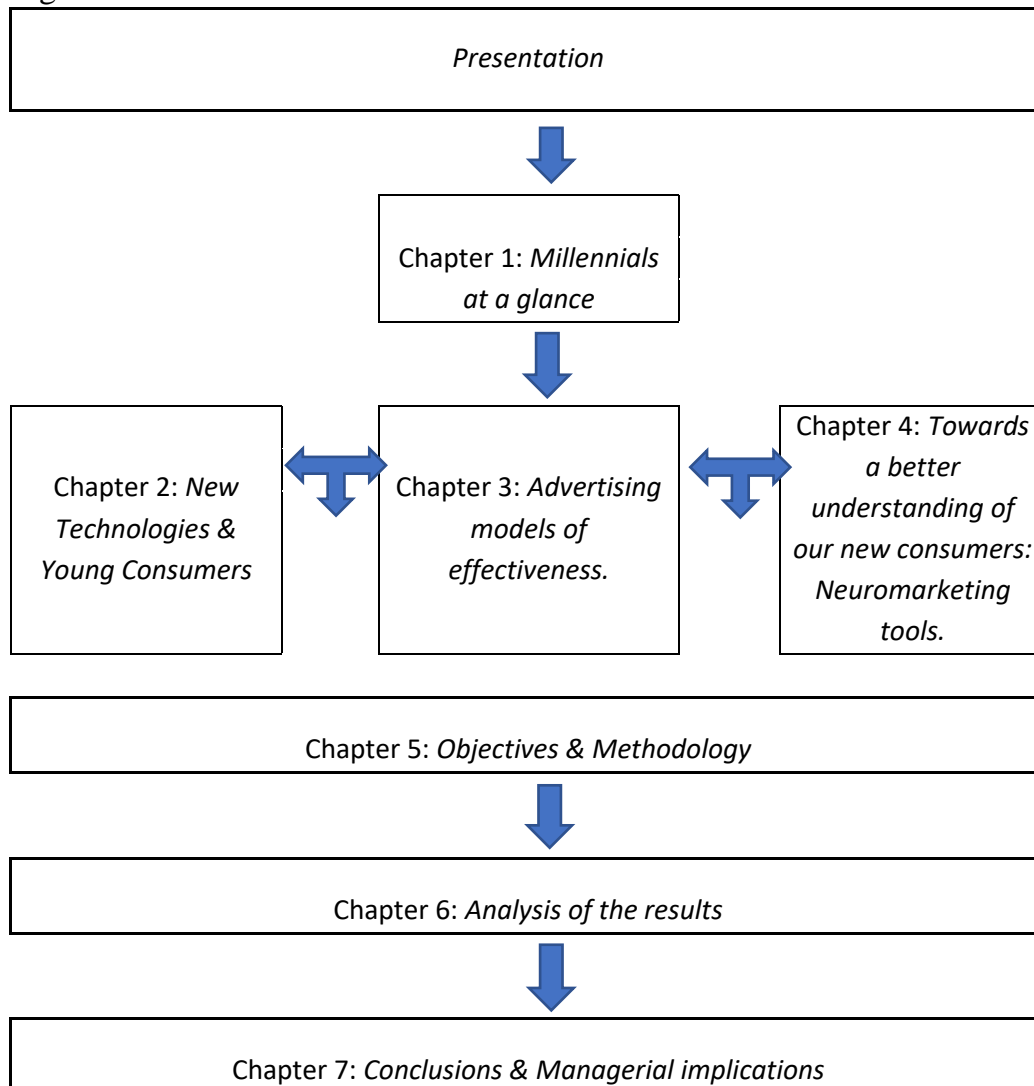 Presentation
Chapter 1: Millennials
at a glance
Chapter 2: New
Technologies &
Young Consumers
Chapter 3: Advertising
models of
effectiveness.
Chapter 4: Towards
a better
understanding of
our new consumers:
Neuromarketing
tools.
Chapter 5: Objectives & Methodology
Chapter 6: Analysis of the results
Chapter 7: Conclusions & Managerial implications